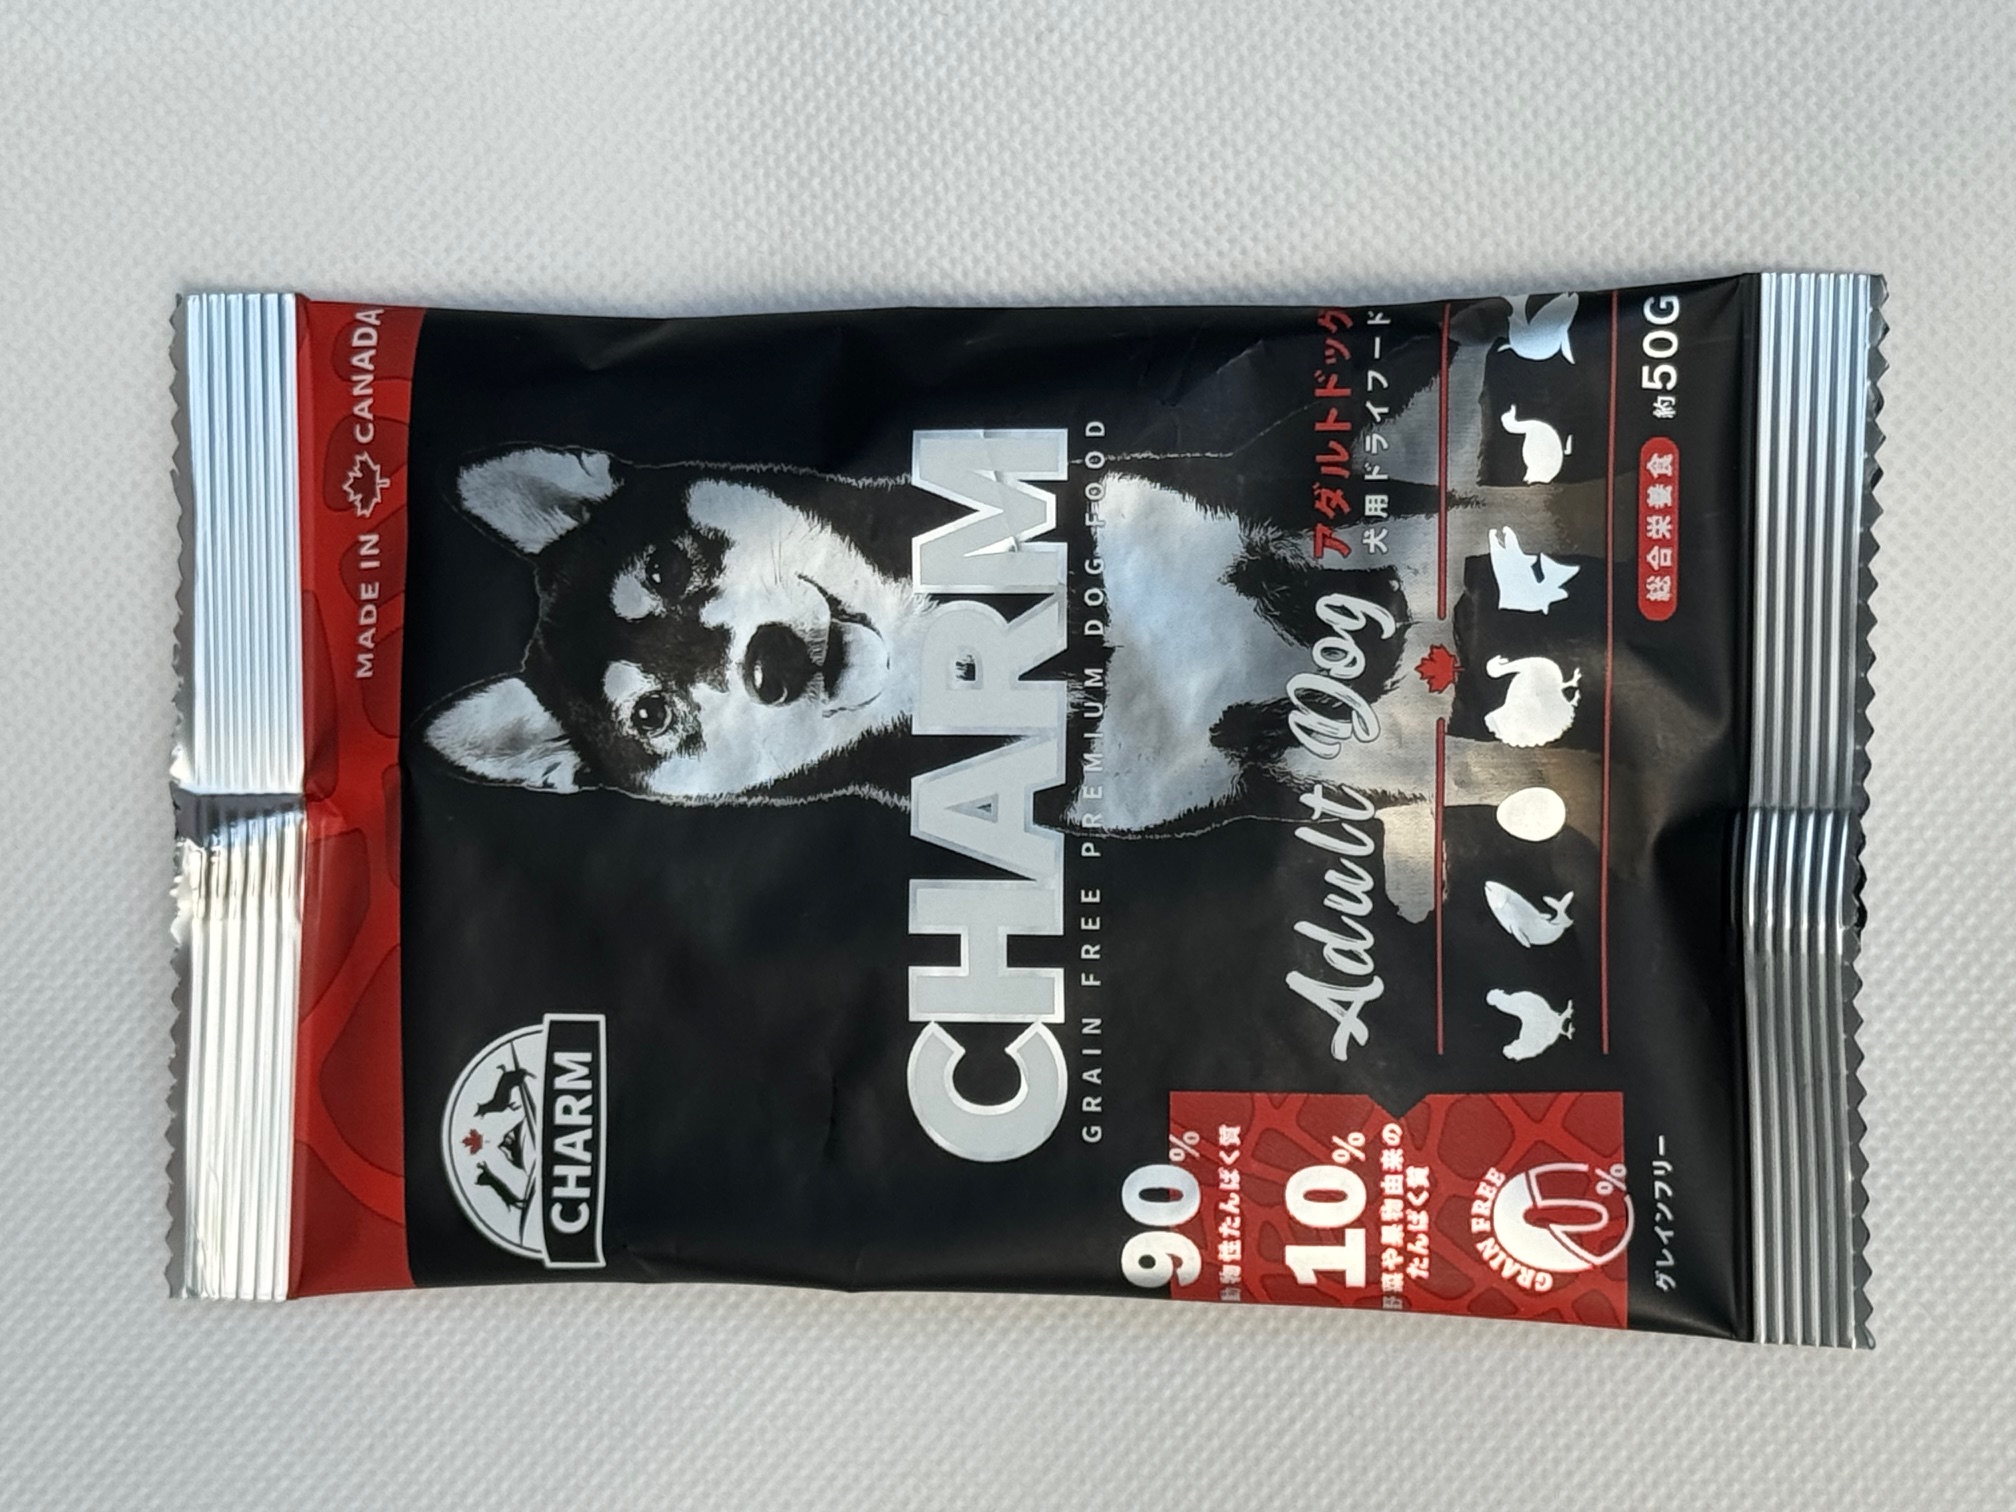 MADE IN CANADA
CHARM
CHARM
GRAIN FREE PREMIUM DOG FOOD
90%
動物性たんぱく質
10%
野菜や果物由来の
たんぱく質
GRAIN FREE
0%
グレインフリー
Adult Dog
アダルトドッグ
犬用ドライフード
総合栄養食
約50G